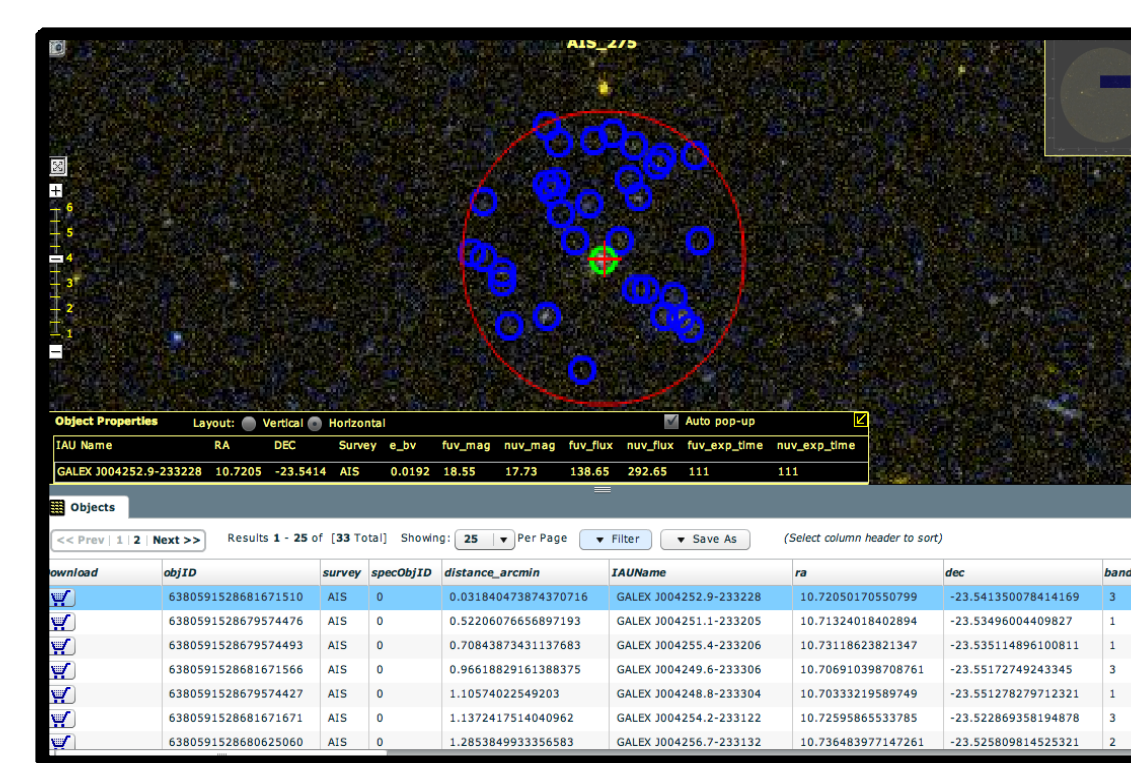 AIS_275
6
5
4
3
2
1
Object Properties Layout: Vertical Horizontal Auto pop-up
IAU Name RA DEC Survey e_bv fuv_mag nuv_mag fuv_flux nuv_flux fuv_exp_time nuv_exp_time
GALEX J004252.9-233228 10.7205 -23.5414 AIS 0.0192 18.55 17.73 138.65 292.65 111 111
Objects
<< Prev | 1 | 2 | Next >> Results 1 - 25 of [33 Total] Showing: 25 Per Page Filter Save As (Select column header to sort)
ownload objID survey specObjID distance_arcmin IAUName ra dec band
6380591528681671510 AIS 0 0.031840473874370716 GALEX J004252.9-233228 10.72050170550799 -23.541350078414169 3
6380591528679574476 AIS 0 0.52206076656897193 GALEX J004251.1-233205 10.71324018402894 -23.53496004409827 1
6380591528679574493 AIS 0 0.70843873431137683 GALEX J004255.4-233206 10.73118623821347 -23.535114896100811 1
6380591528681671566 AIS 0 0.96618829161388375 GALEX J004249.6-233306 10.706910398708761 -23.55172749243345 3
6380591528679574427 AIS 0 1.10574022549203 GALEX J004248.8-233304 10.70333219589749 -23.551278279712321 1
6380591528681671671 AIS 0 1.1372417514040962 GALEX J004254.2-233122 10.72595865533785 -23.522869358194878 3
6380591528680625060 AIS 0 1.2853849933356583 GALEX J004256.7-233132 10.736483977147261 -23.525809814525321 2